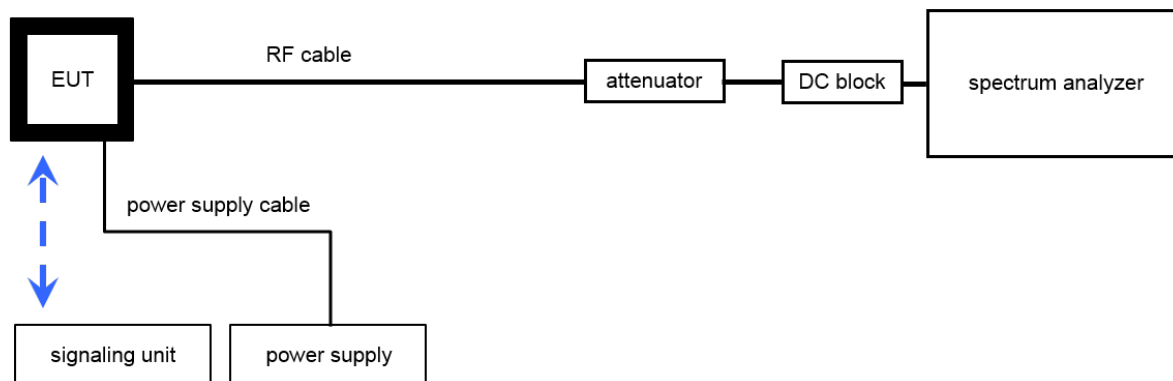 EUT
RF cable
attenuator
DC block
spectrum analyzer
power supply cable
signaling unit
power supply